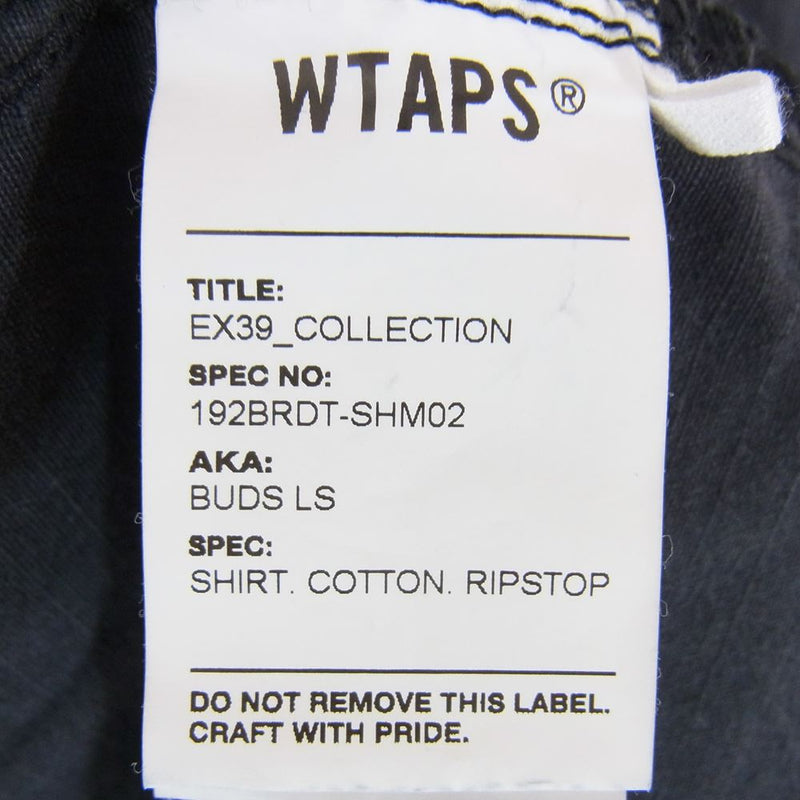 WTAPS®
TITLE:
EX39_COLLECTION
SPEC NO:
192BRDT-SHM02
AKA:
BUDS LS
SPEC:
SHIRT. COTTON. RIPSTOP
DO NOT REMOVE THIS LABEL.
CRAFT WITH PRIDE.